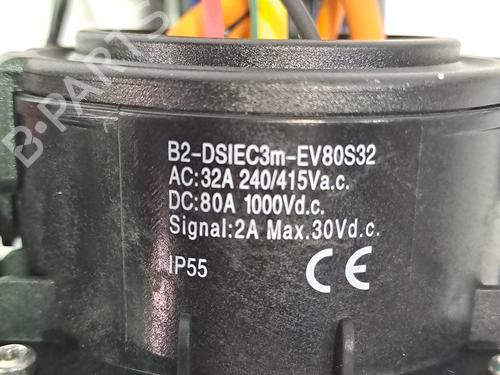 B2-DSIEC3m-EV80S32
AC:32A 240/415Va.c.
DC:80A 1000Vd.c.
Signal:2A Max.30Vd.c.
IP55
CE
B-PARTS